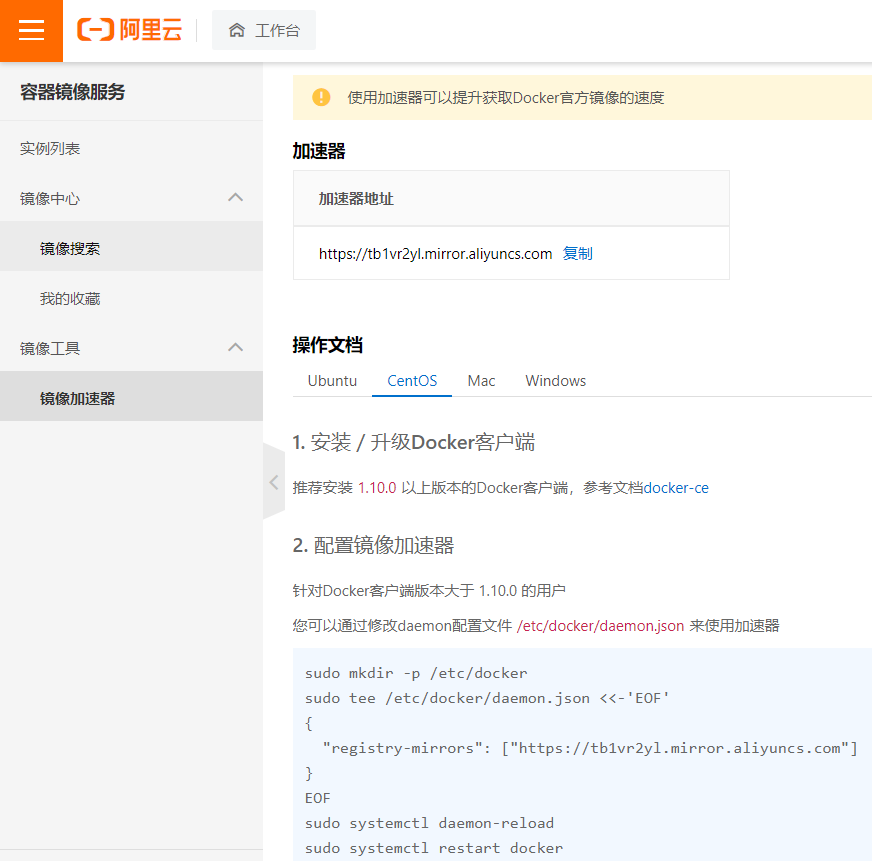 阿里云
工作台
容器镜像服务
实例列表
镜像中心
镜像搜索
我的收藏
镜像工具
镜像加速器
使用加速器可以提升获取Docker官方镜像的速度
加速器
加速器地址
https://tb1vr2yl.mirror.aliyuncs.com 复制
操作文档
Ubuntu CentOS Mac Windows
1. 安装 / 升级Docker客户端
推荐安装 1.10.0 以上版本的Docker客户端，参考文档docker-ce
2. 配置镜像加速器
针对Docker客户端版本大于 1.10.0 的用户
您可以通过修改daemon配置文件 /etc/docker/daemon.json 来使用加速器
sudo mkdir -p /etc/docker
sudo tee /etc/docker/daemon.json <<-'EOF'
{
  "registry-mirrors": ["https://tb1vr2yl.mirror.aliyuncs.com"]
}
EOF
sudo systemctl daemon-reload
sudo systemctl restart docker